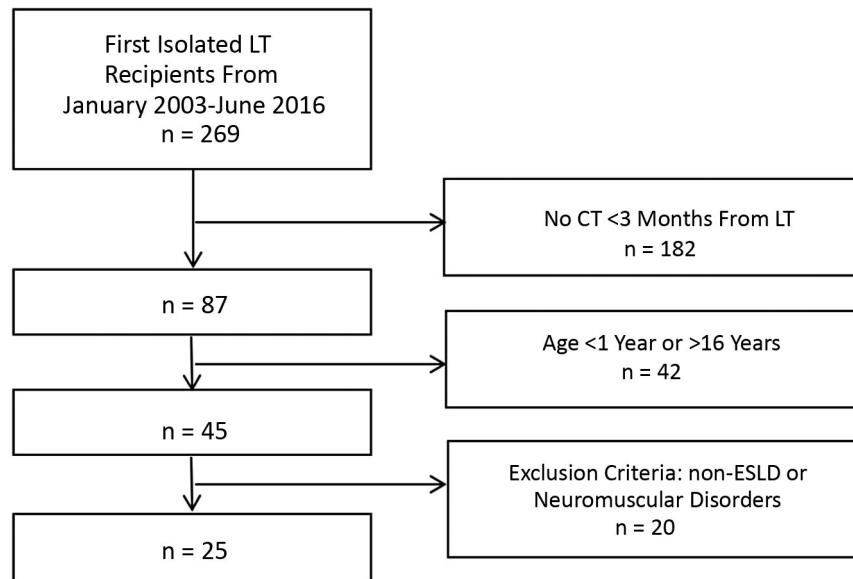 First Isolated LT
Recipients From
January 2003-June 2016
n = 269
No CT <3 Months From LT
n = 182
n = 87
Age <1 Year or >16 Years
n = 42
n = 45
Exclusion Criteria: non-ESLD or
Neuromuscular Disorders
n = 20
n = 25